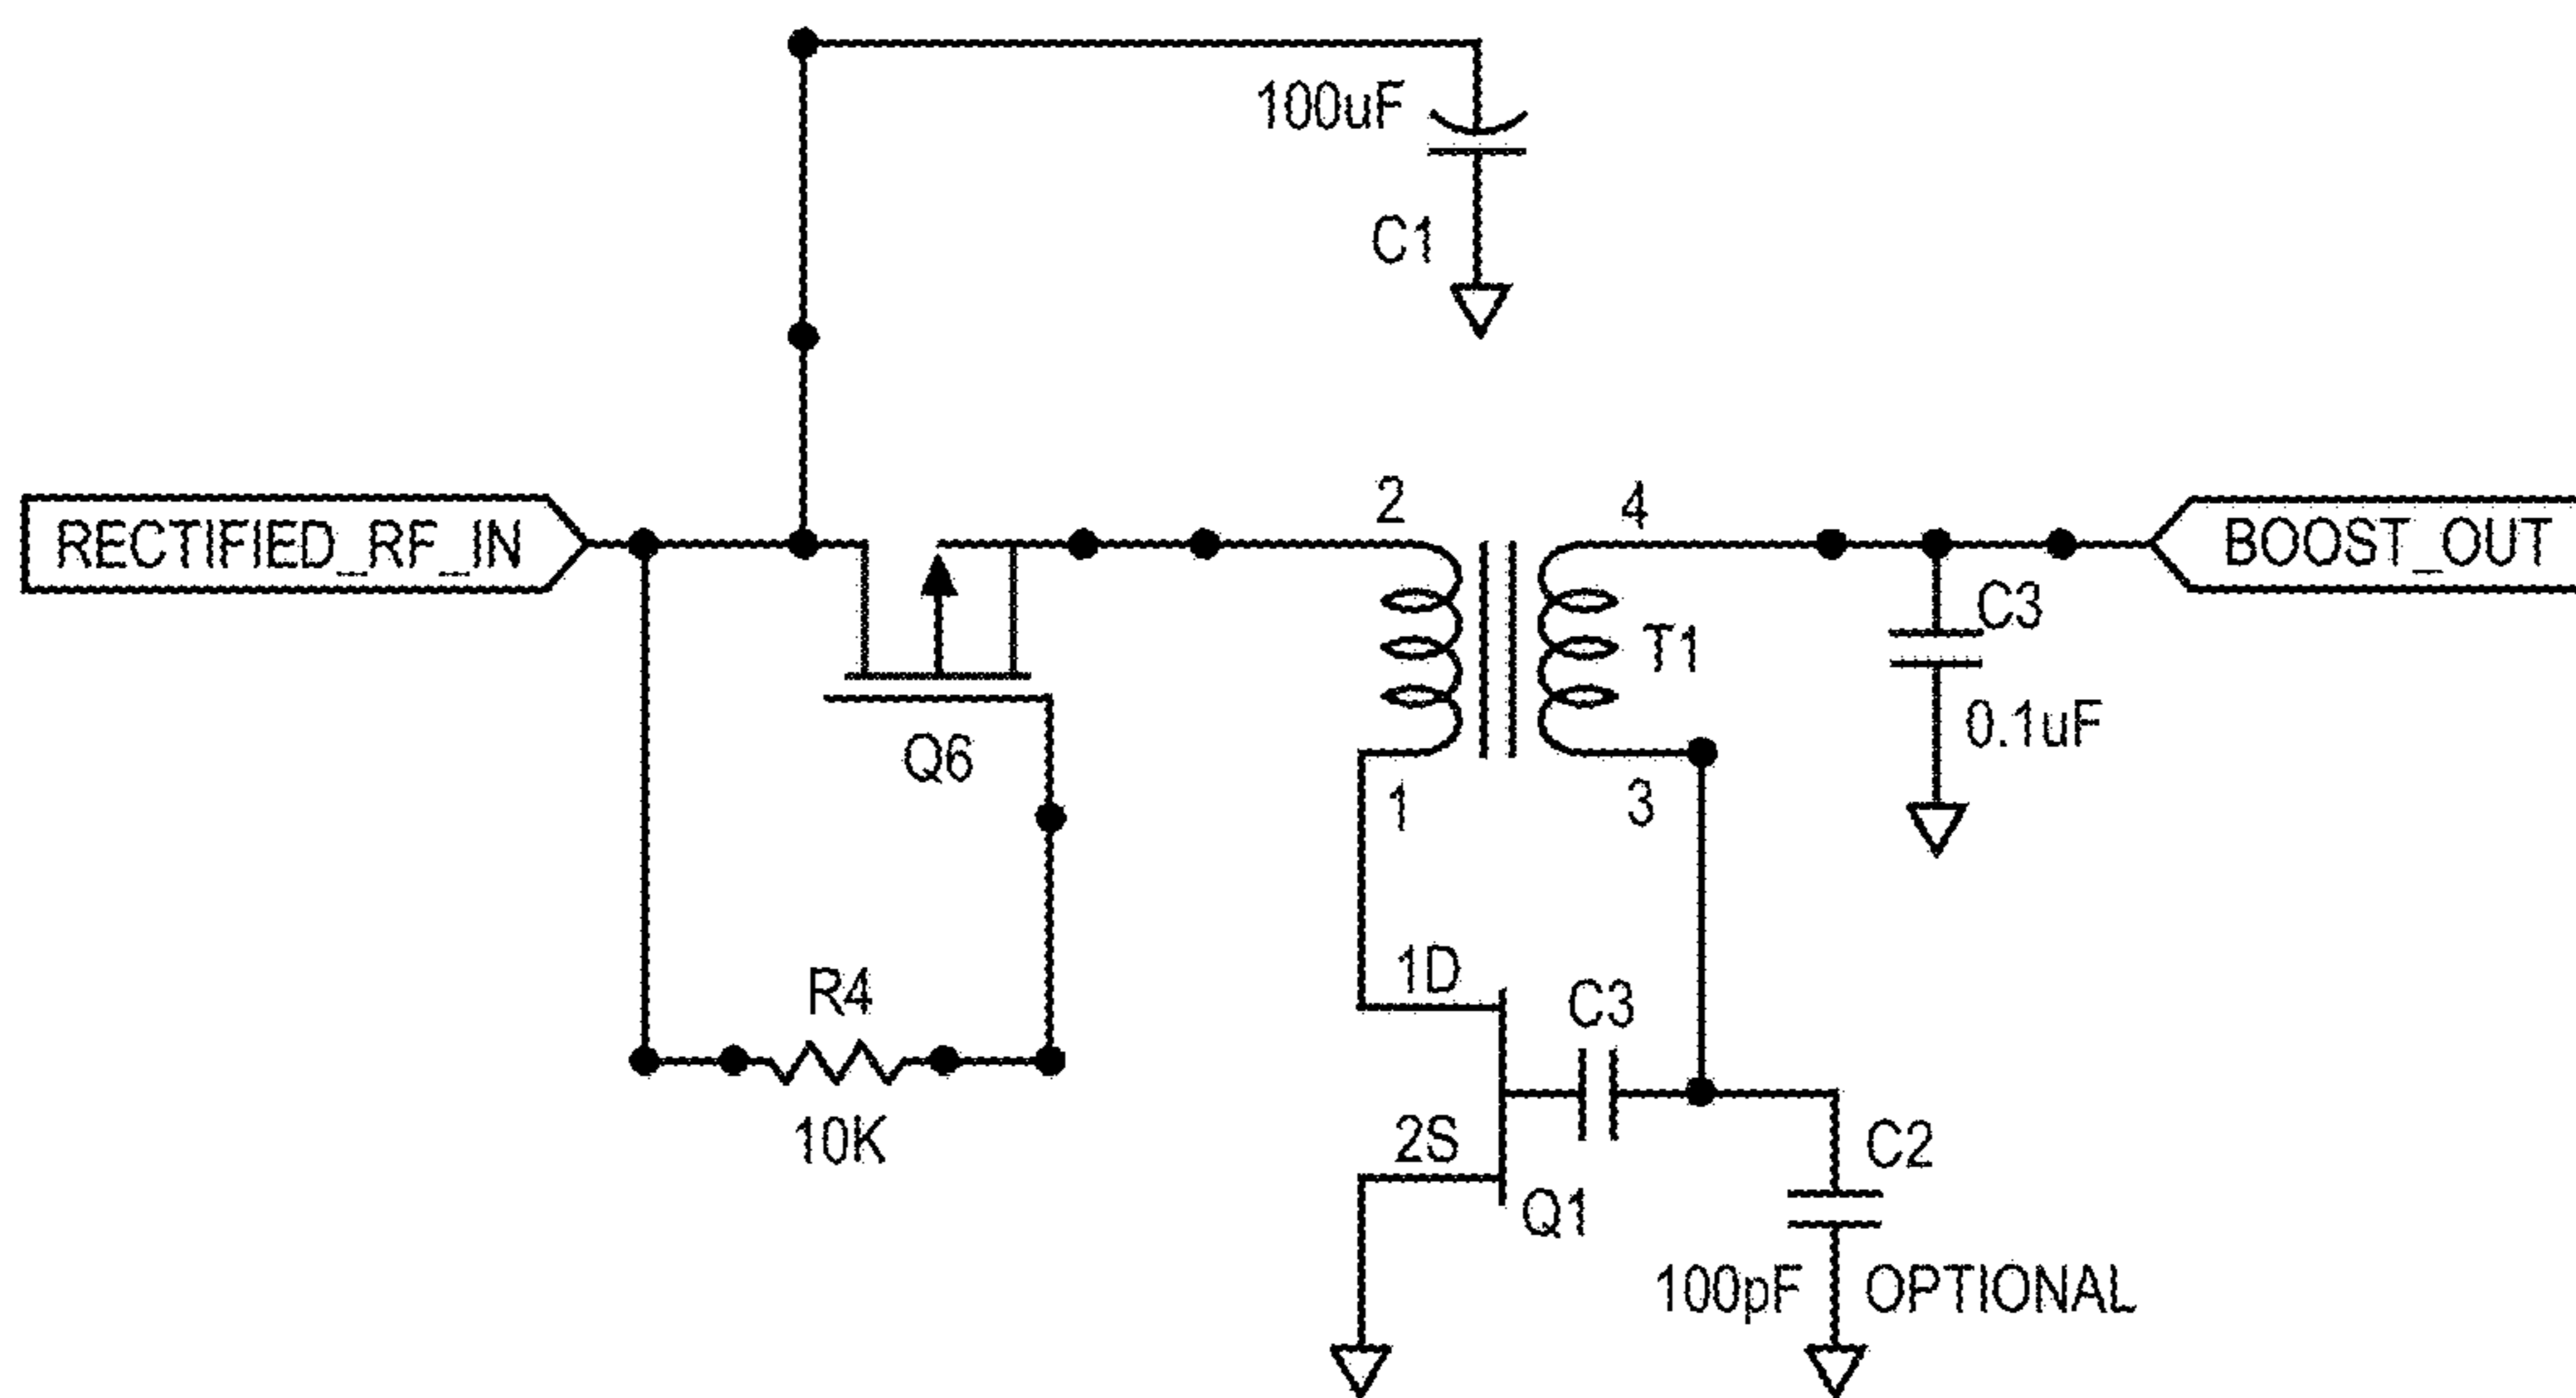 100uF
C1
RECTIFIED_RF_IN
2
4
BOOST_OUT
C3
T1
0.1uF
Q6
1
3
1D
R4
C3
10K
2S
C2
Q1
100pF OPTIONAL